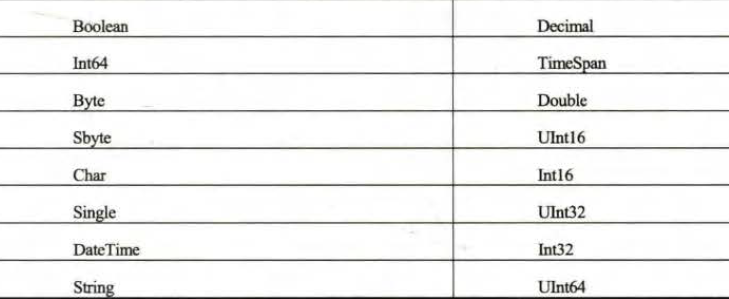 Boolean Decimal
Int64 TimeSpan
Byte Double
Sbyte UInt16
Char Int16
Single UInt32
DateTime Int32
String UInt64